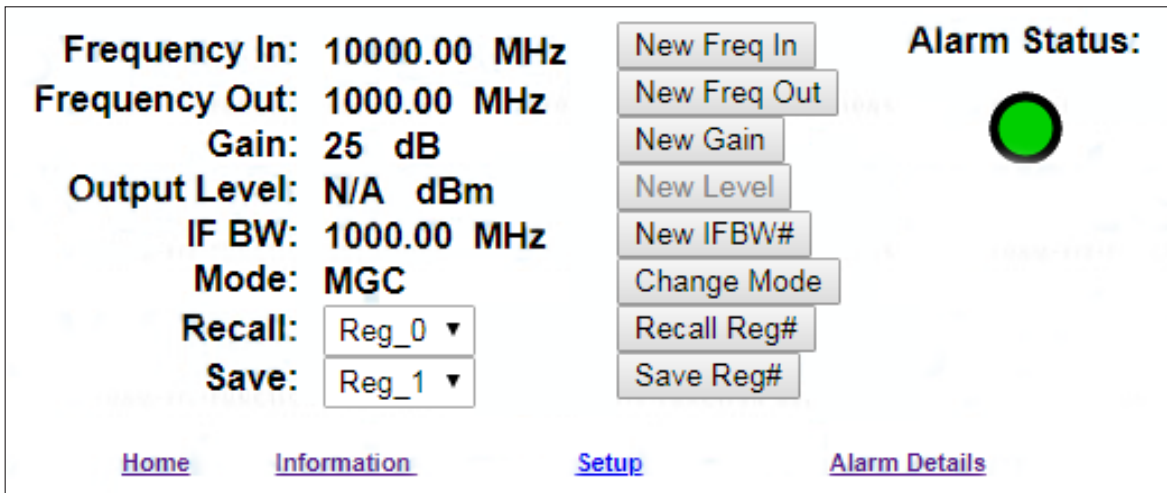 Frequency In: 10000.00 MHz New Freq In Alarm Status:
Frequency Out: 1000.00 MHz New Freq Out
Gain: 25 dB New Gain
Output Level: N/A dBm New Level
IF BW: 1000.00 MHz New IFBW#
Mode: MGC Change Mode
Recall: Reg_0 Recall Reg#
Save: Reg_1 Save Reg#
Home Information Setup Alarm Details